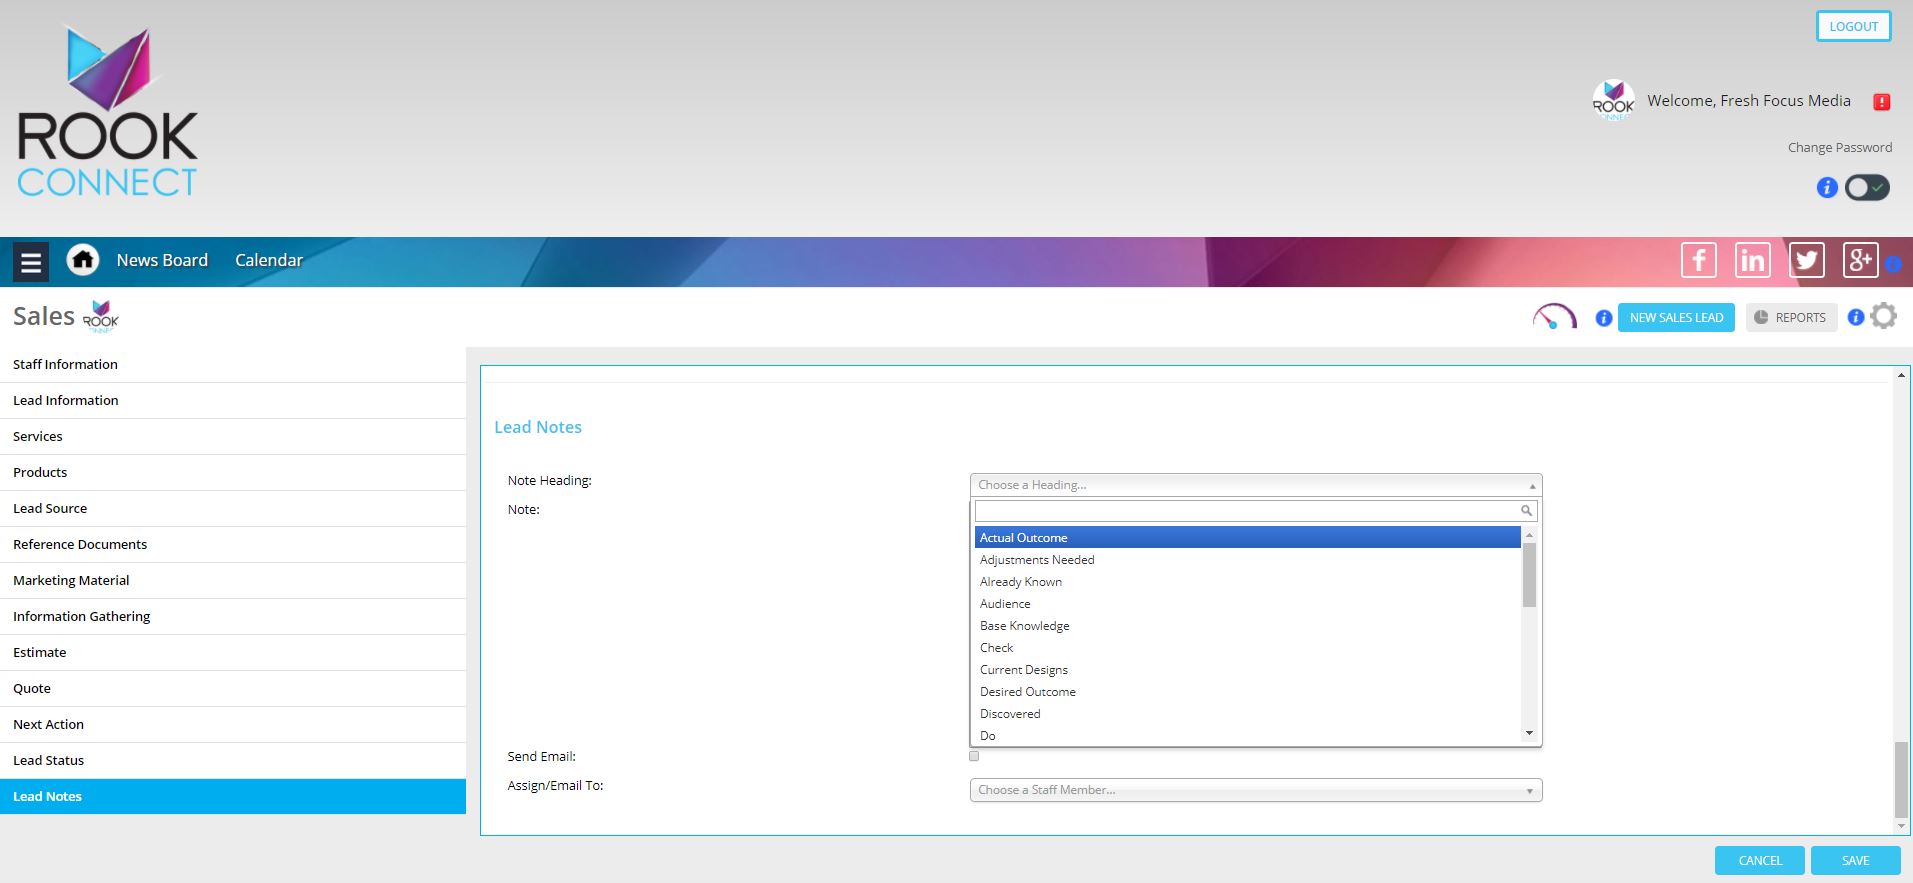 LOGOUT
ROOK
CONNECT
ROOK
CONNECT
Welcome, Fresh Focus Media
Change Password
News Board
Calendar
Sales
ROOK
NEW SALES LEAD
REPORTS
Staff Information
Lead Information
Services
Products
Lead Source
Reference Documents
Marketing Material
Information Gathering
Estimate
Quote
Next Action
Lead Status
Lead Notes
Lead Notes
Note Heading:
Choose a Heading...
Note:
Actual Outcome
Adjustments Needed
Already Known
Audience
Base Knowledge
Check
Current Designs
Desired Outcome
Discovered
Do
Send Email:
Assign/Email To:
Choose a Staff Member...
CANCEL
SAVE